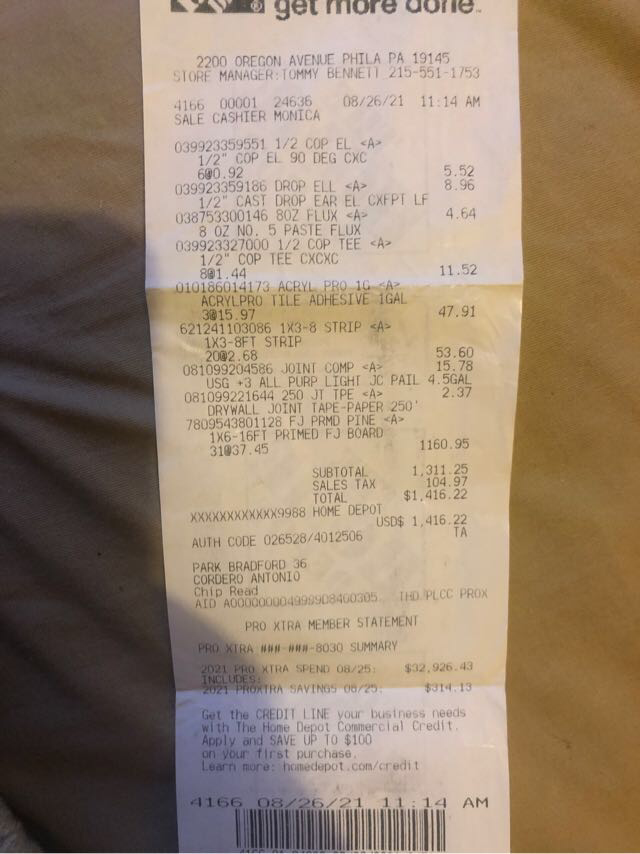 get more done.™
2200 OREGON AVENUE PHILA PA 19145
STORE MANAGER:TOMMY BENNETT 215-551-1753
4166 00001 24636 08/26/21 11:14 AM
SALE CASHIER MONICA
039923359551 1/2 COP EL <A>
1/2" COP EL 90 DEG CXC
6@0.92 5.52
039923359186 DROP ELL <A> 8.96
1/2" CAST DROP EAR EL CXFPT LF
038753300146 8OZ FLUX <A> 4.64
8 OZ NO. 5 PASTE FLUX
039923327000 1/2 COP TEE <A>
1/2" COP TEE CXCXC
8@1.44 11.52
010186014173 ACRYL PRO 1G <A>
ACRYLPRO TILE ADHESIVE 1GAL
3@15.97 47.91
621241103086 1X3-8 STRIP <A>
1X3-8FT STRIP
20@2.68 53.60
081099204586 JOINT COMP <A> 15.78
USG +3 ALL PURP LIGHT JC PAIL 4.5GAL
081099221644 250 JT TPE <A> 2.37
DRYWALL JOINT TAPE-PAPER 250'
7809543801128 FJ PRMD PINE <A>
1X6-16FT PRIMED FJ BOARD
31@37.45 1160.95
SUBTOTAL 1,311.25
SALES TAX 104.97
TOTAL $1,416.22
XXXXXXXXXXXX9988 HOME DEPOT
USD$ 1,416.22
AUTH CODE 026528/4012506 TA
PARK BRADFORD 36
CORDERO ANTONIO
Chip Read
AID A0000000049999D8400305 THD PLCC PROX
PRO XTRA MEMBER STATEMENT
PRO XTRA ###-###-8030 SUMMARY
2021 PRO XTRA SPEND 08/25: $32,926.43
INCLUDES:
2021 PROXTRA SAVINGS 08/25: $314.13
Get the CREDIT LINE your business needs
with The Home Depot Commercial Credit.
Apply and SAVE UP TO $100
on your first purchase.
Learn more: homedepot.com/credit
4166 08/26/21 11:14 AM